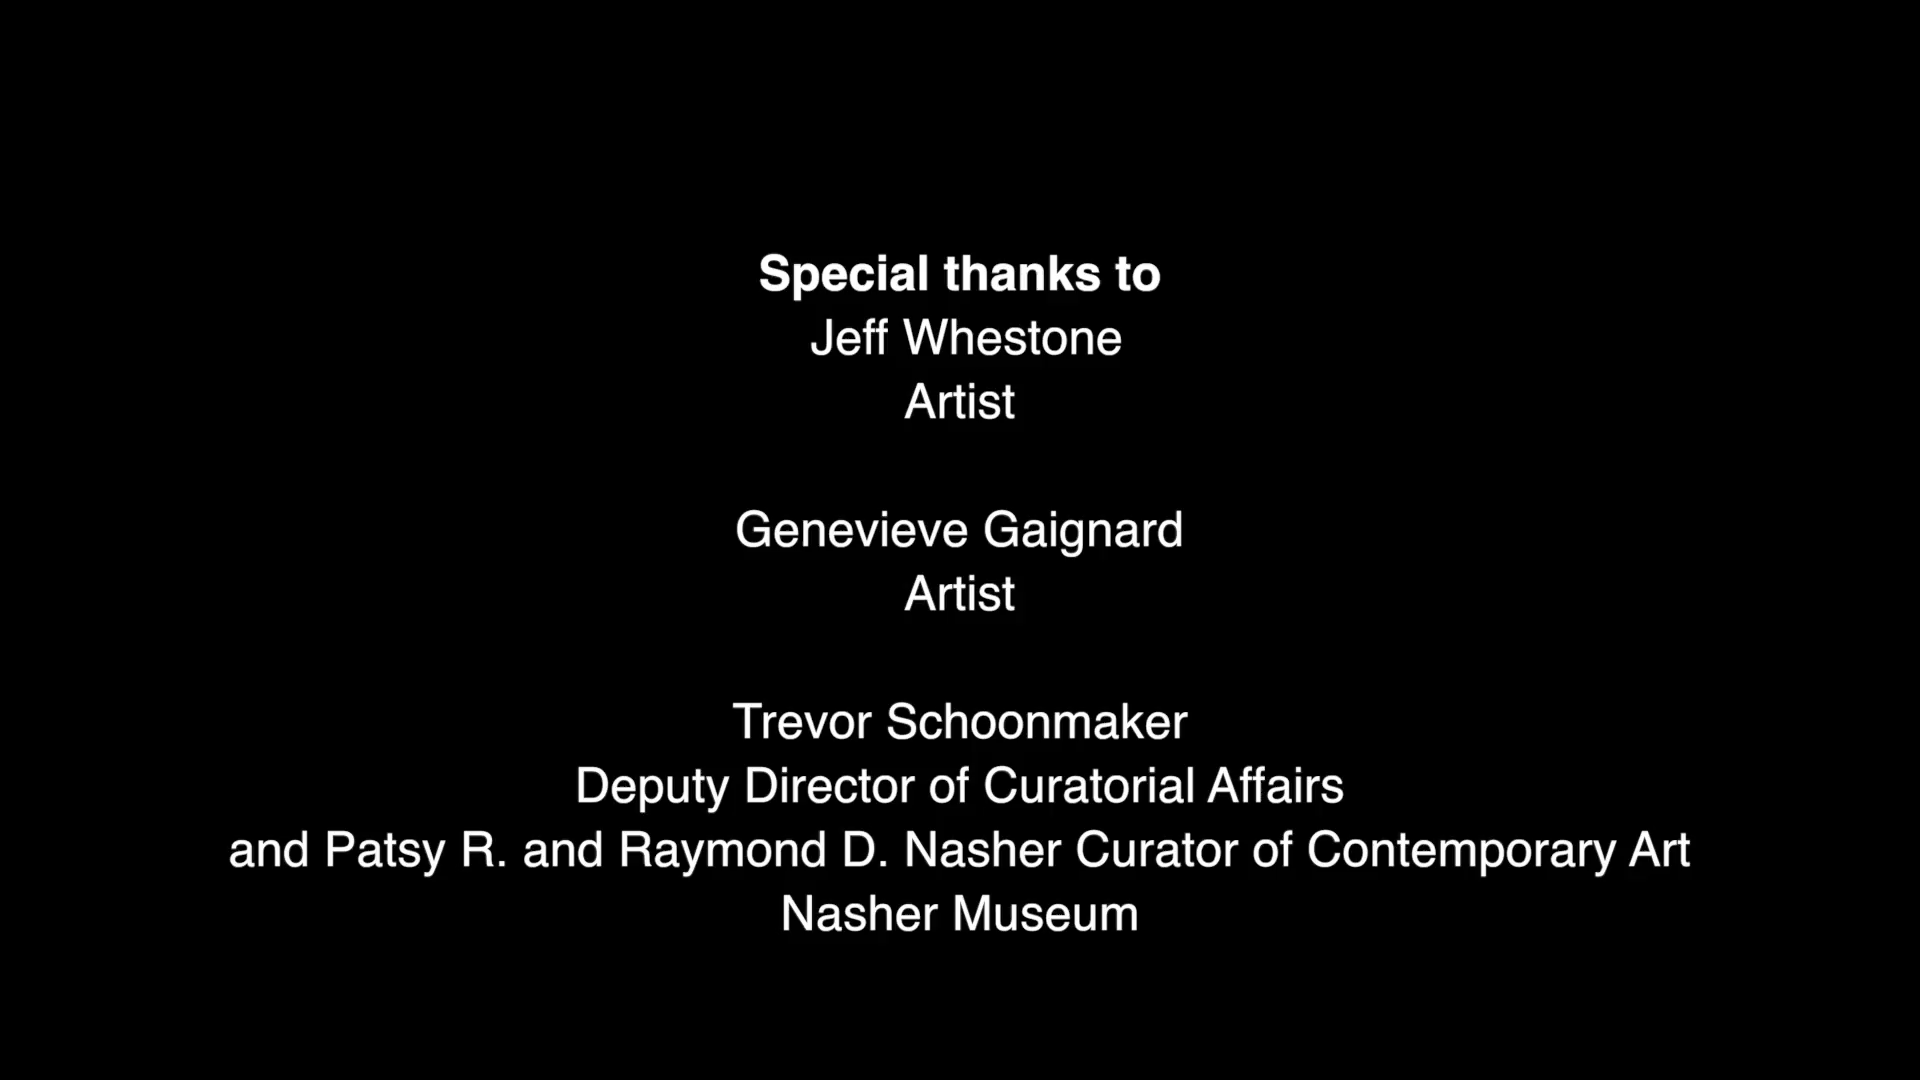 Special thanks to
Jeff Whestone
Artist
Genevieve Gaignard
Artist
Trevor Schoonmaker
Deputy Director of Curatorial Affairs
and Patsy R. and Raymond D. Nasher Curator of Contemporary Art
Nasher Museum